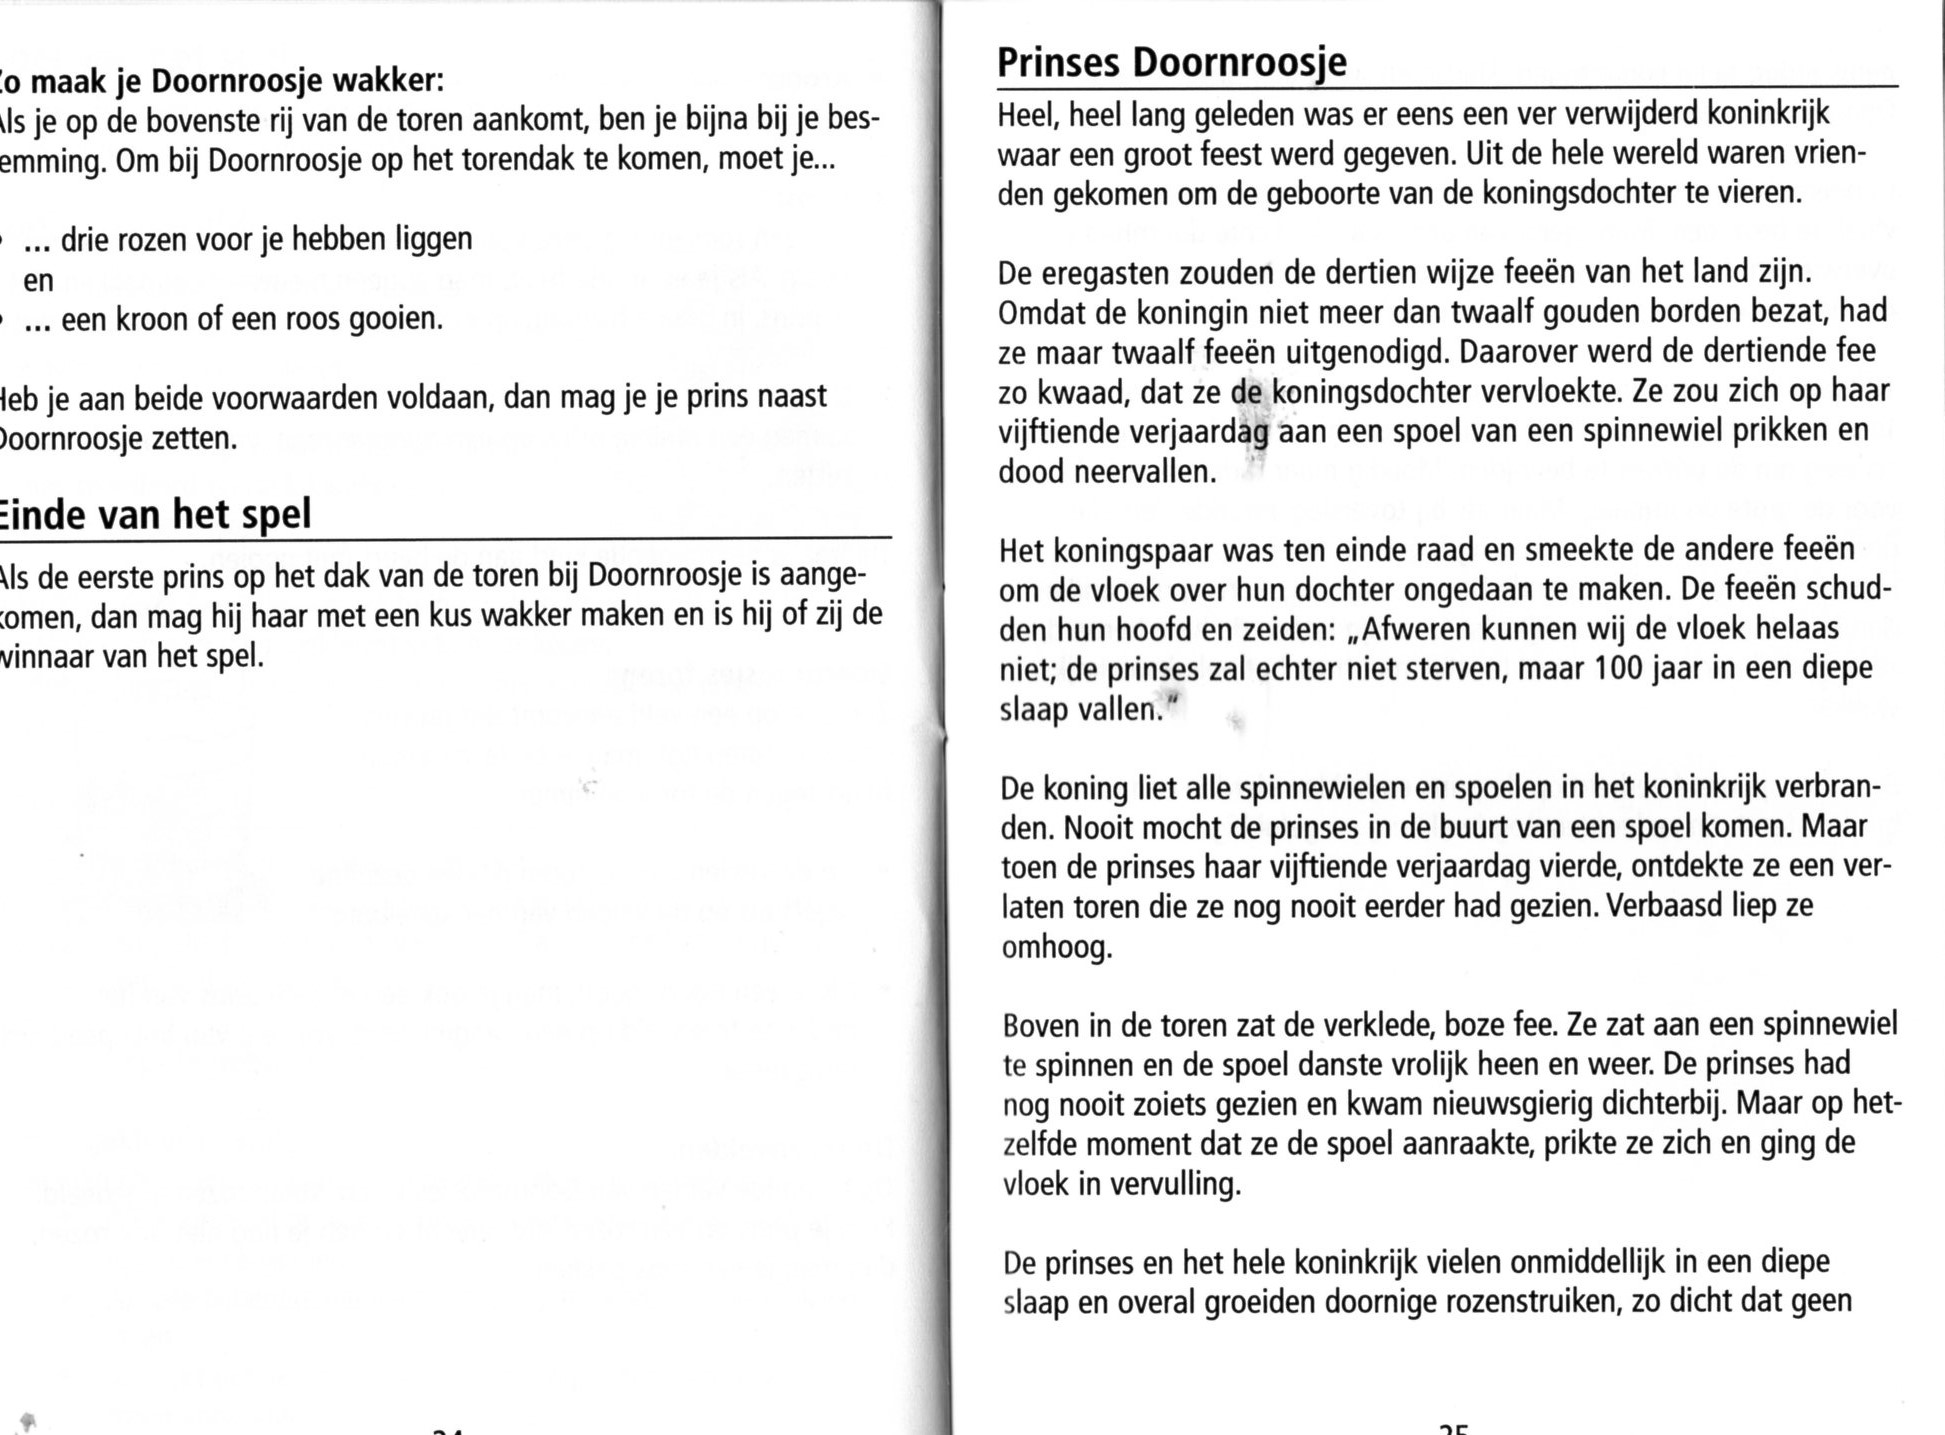 Zo maak je Doornroosje wakker:
Als je op de bovenste rij van de toren aankomt, ben je bijna bij je bes-
temming. Om bij Doornroosje op het torendak te komen, moet je...
• ... drie rozen voor je hebben liggen
en
• ... een kroon of een roos gooien.
Heb je aan beide voorwaarden voldaan, dan mag je je prins naast
Doornroosje zetten.
Einde van het spel
Als de eerste prins op het dak van de toren bij Doornroosje is aange-
komen, dan mag hij haar met een kus wakker maken en is hij of zij de
winnaar van het spel.
24
Prinses Doornroosje
Heel, heel lang geleden was er eens een ver verwijderd koninkrijk
waar een groot feest werd gegeven. Uit de hele wereld waren vrien-
den gekomen om de geboorte van de koningsdochter te vieren.
De eregasten zouden de dertien wijze feeën van het land zijn.
Omdat de koningin niet meer dan twaalf gouden borden bezat, had
ze maar twaalf feeën uitgenodigd. Daarover werd de dertiende fee
zo kwaad, dat ze de koningsdochter vervloekte. Ze zou zich op haar
vijftiende verjaardag aan een spoel van een spinnewiel prikken en
dood neervallen.
Het koningspaar was ten einde raad en smeekte de andere feeën
om de vloek over hun dochter ongedaan te maken. De feeën schud-
den hun hoofd en zeiden: „Afweren kunnen wij de vloek helaas
niet; de prinses zal echter niet sterven, maar 100 jaar in een diepe
slaap vallen."
De koning liet alle spinnewielen en spoelen in het koninkrijk verbran-
den. Nooit mocht de prinses in de buurt van een spoel komen. Maar
toen de prinses haar vijftiende verjaardag vierde, ontdekte ze een ver-
laten toren die ze nog nooit eerder had gezien. Verbaasd liep ze
omhoog.
Boven in de toren zat de verklede, boze fee. Ze zat aan een spinnewiel
te spinnen en de spoel danste vrolijk heen en weer. De prinses had
nog nooit zoiets gezien en kwam nieuwsgierig dichterbij. Maar op het-
zelfde moment dat ze de spoel aanraakte, prikte ze zich en ging de
vloek in vervulling.
De prinses en het hele koninkrijk vielen onmiddellijk in een diepe
slaap en overal groeiden doornige rozenstruiken, zo dicht dat geen
25